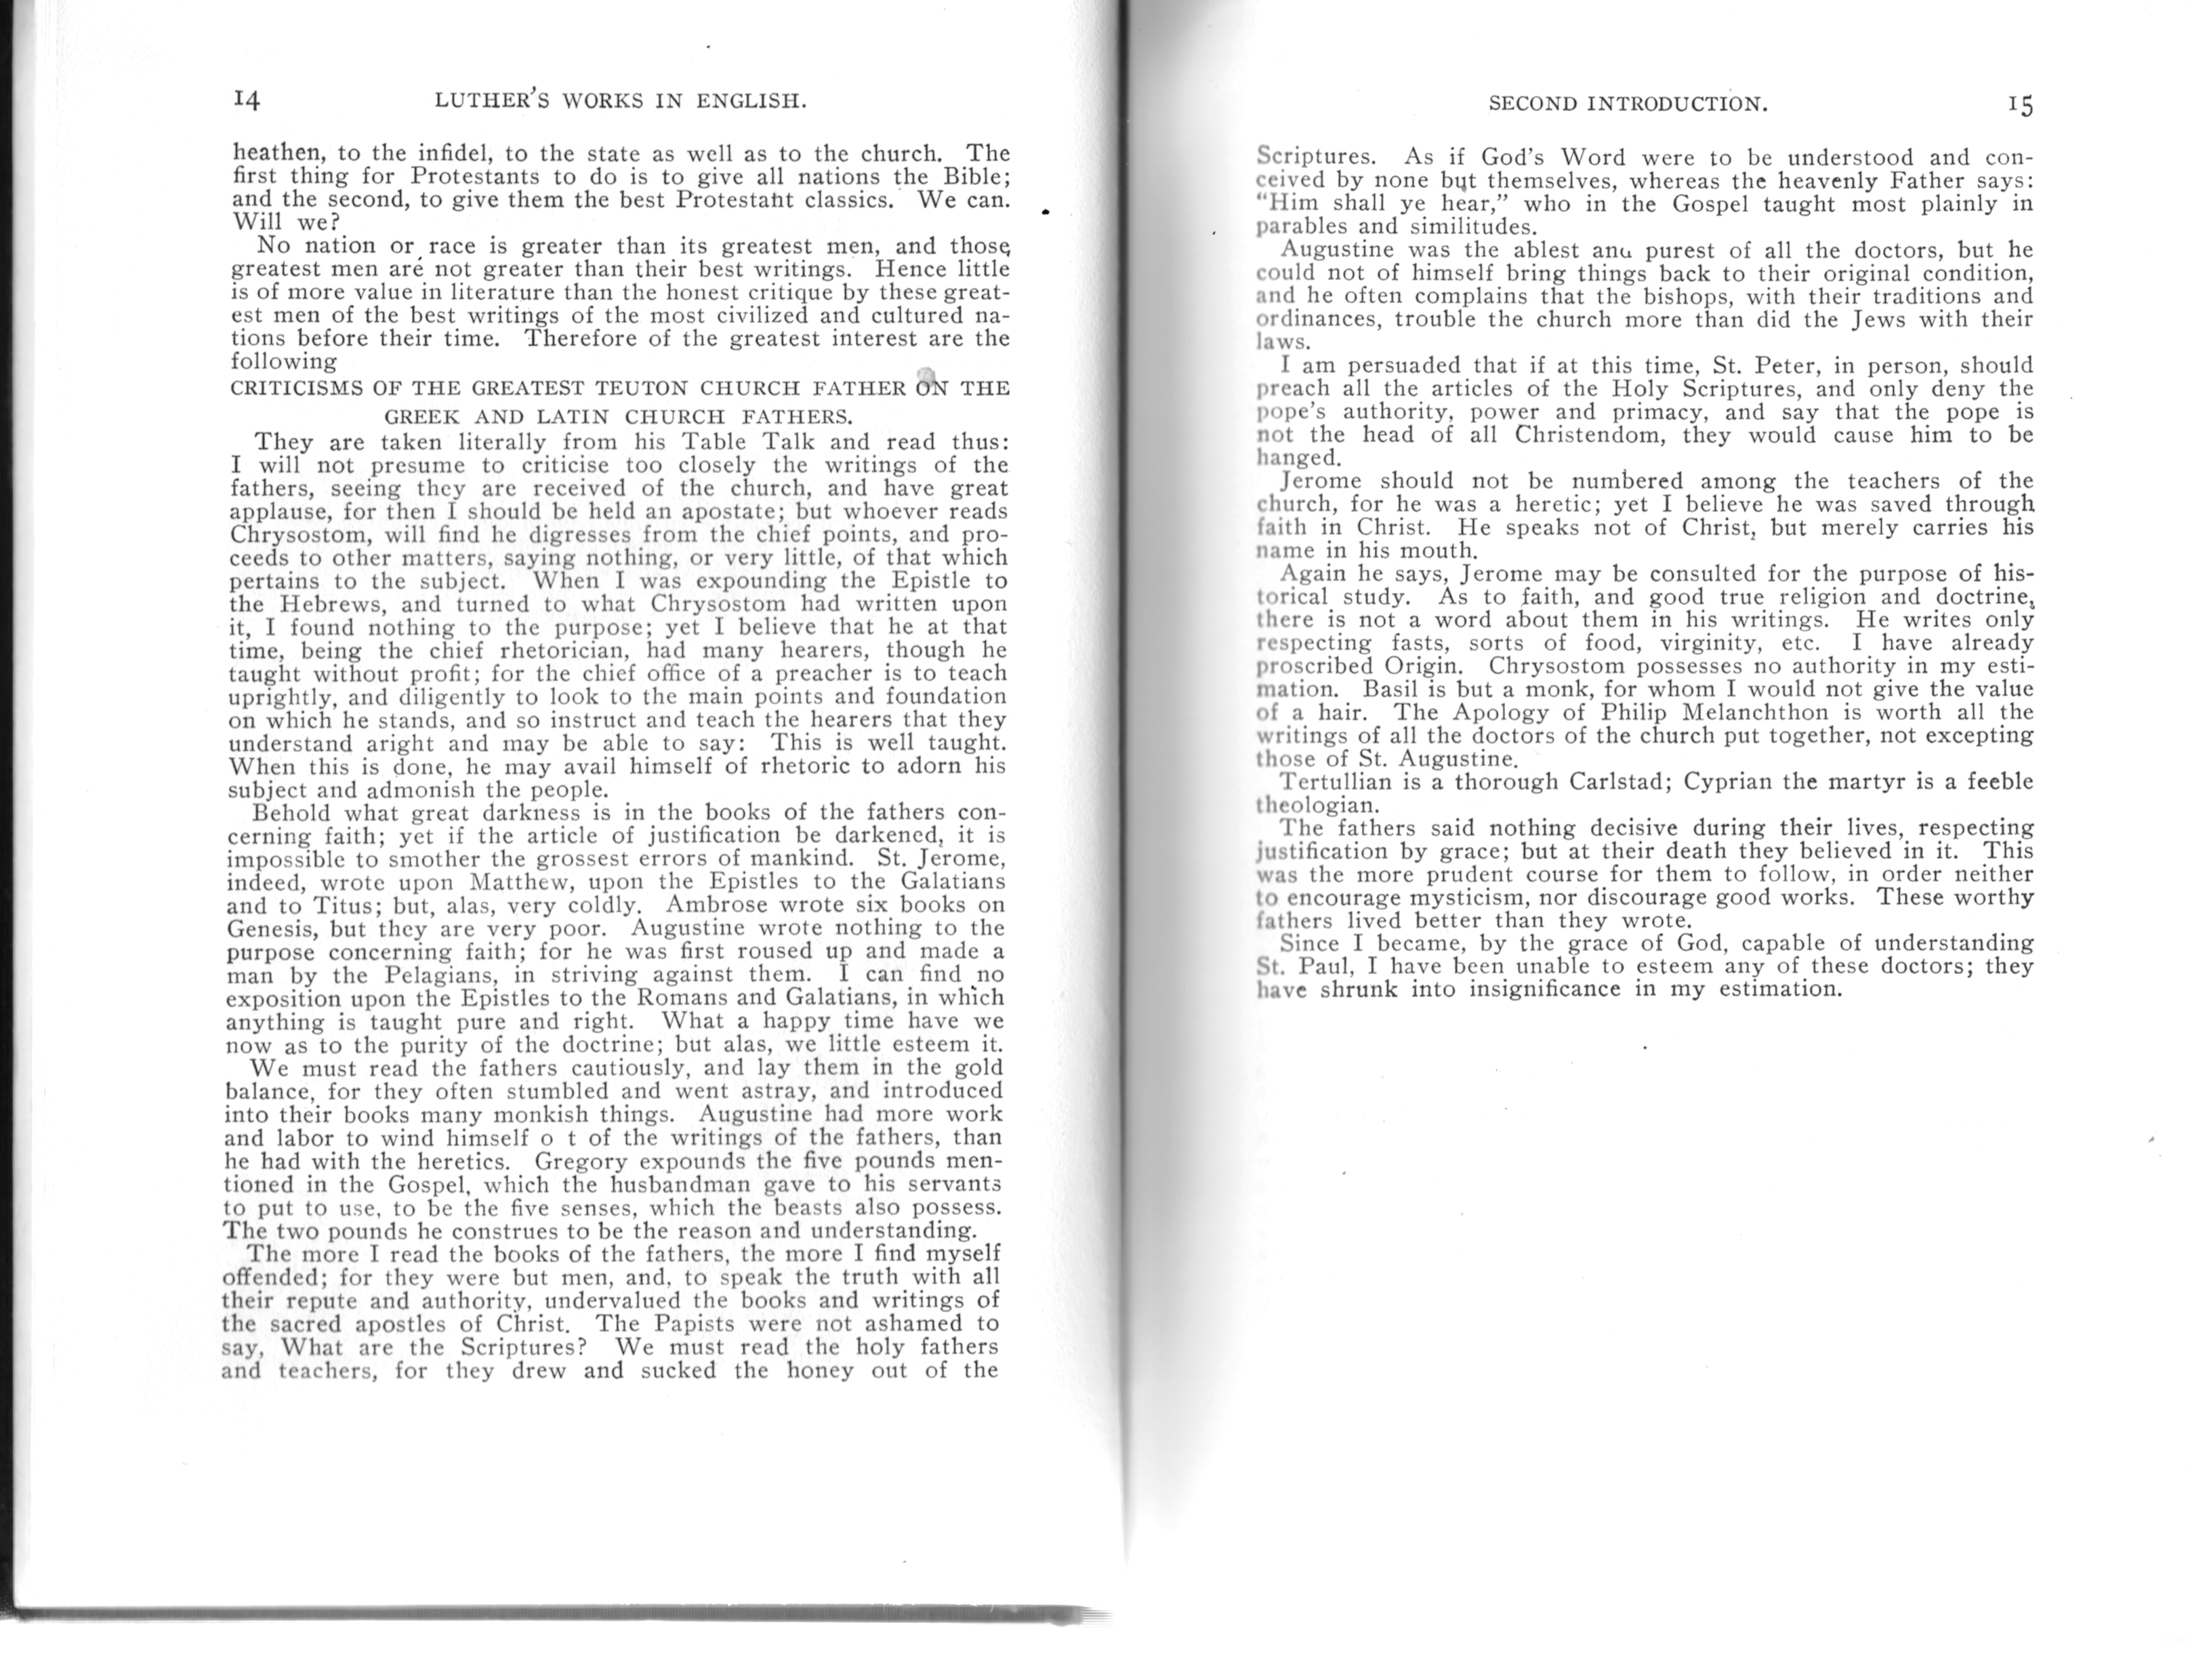 14 LUTHER'S WORKS IN ENGLISH.
heathen, to the infidel, to the state as well as to the church. The
first thing for Protestants to do is to give all nations the Bible;
and the second, to give them the best Protestant classics. We can.
Will we?
No nation or race is greater than its greatest men, and those
greatest men are not greater than their best writings. Hence little
is of more value in literature than the honest critique by these great-
est men of the best writings of the most civilized and cultured na-
tions before their time. Therefore of the greatest interest are the
following
CRITICISMS OF THE GREATEST TEUTON CHURCH FATHER ON THE
GREEK AND LATIN CHURCH FATHERS.
They are taken literally from his Table Talk and read thus:
I will not presume to criticise too closely the writings of the
fathers, seeing they are received of the church, and have great
applause, for then I should be held an apostate; but whoever reads
Chrysostom, will find he digresses from the chief points, and pro-
ceeds to other matters, saying nothing, or very little, of that which
pertains to the subject. When I was expounding the Epistle to
the Hebrews, and turned to what Chrysostom had written upon
it, I found nothing to the purpose; yet I believe that he at that
time, being the chief rhetorician, had many hearers, though he
taught without profit; for the chief office of a preacher is to teach
uprightly, and diligently to look to the main points and foundation
on which he stands, and so instruct and teach the hearers that they
understand aright and may be able to say: This is well taught.
When this is done, he may avail himself of rhetoric to adorn his
subject and admonish the people.
Behold what great darkness is in the books of the fathers con-
cerning faith; yet if the article of justification be darkened, it is
impossible to smother the grossest errors of mankind. St. Jerome,
indeed, wrote upon Matthew, upon the Epistles to the Galatians
and to Titus; but, alas, very coldly. Ambrose wrote six books on
Genesis, but they are very poor. Augustine wrote nothing to the
purpose concerning faith; for he was first roused up and made a
man by the Pelagians, in striving against them. I can find no
exposition upon the Epistles to the Romans and Galatians, in which
anything is taught pure and right. What a happy time have we
now as to the purity of the doctrine; but alas, we little esteem it.
We must read the fathers cautiously, and lay them in the gold
balance, for they often stumbled and went astray, and introduced
into their books many monkish things. Augustine had more work
and labor to wind himself o t of the writings of the fathers, than
he had with the heretics. Gregory expounds the five pounds men-
tioned in the Gospel, which the husbandman gave to his servants
to put to use, to be the five senses, which the beasts also possess.
The two pounds he construes to be the reason and understanding.
The more I read the books of the fathers, the more I find myself
offended; for they were but men, and, to speak the truth with all
their repute and authority, undervalued the books and writings of
the sacred apostles of Christ. The Papists were not ashamed to
say, What are the Scriptures? We must read the holy fathers
and teachers, for they drew and sucked the honey out of the
SECOND INTRODUCTION. 15
Scriptures. As if God's Word were to be understood and con-
ceived by none but themselves, whereas the heavenly Father says:
"Him shall ye hear," who in the Gospel taught most plainly in
parables and similitudes.
Augustine was the ablest and purest of all the doctors, but he
could not of himself bring things back to their original condition,
and he often complains that the bishops, with their traditions and
ordinances, trouble the church more than did the Jews with their
laws.
I am persuaded that if at this time, St. Peter, in person, should
preach all the articles of the Holy Scriptures, and only deny the
pope's authority, power and primacy, and say that the pope is
not the head of all Christendom, they would cause him to be
hanged.
Jerome should not be numbered among the teachers of the
church, for he was a heretic; yet I believe he was saved through
faith in Christ. He speaks not of Christ, but merely carries his
name in his mouth.
Again he says, Jerome may be consulted for the purpose of his-
torical study. As to faith, and good true religion and doctrine,
there is not a word about them in his writings. He writes only
respecting fasts, sorts of food, virginity, etc. I have already
proscribed Origin. Chrysostom possesses no authority in my esti-
mation. Basil is but a monk, for whom I would not give the value
of a hair. The Apology of Philip Melanchthon is worth all the
writings of all the doctors of the church put together, not excepting
those of St. Augustine.
Tertullian is a thorough Carlstad; Cyprian the martyr is a feeble
theologian.
The fathers said nothing decisive during their lives, respecting
justification by grace; but at their death they believed in it. This
was the more prudent course for them to follow, in order neither
to encourage mysticism, nor discourage good works. These worthy
fathers lived better than they wrote.
Since I became, by the grace of God, capable of understanding
St. Paul, I have been unable to esteem any of these doctors; they
have shrunk into insignificance in my estimation.